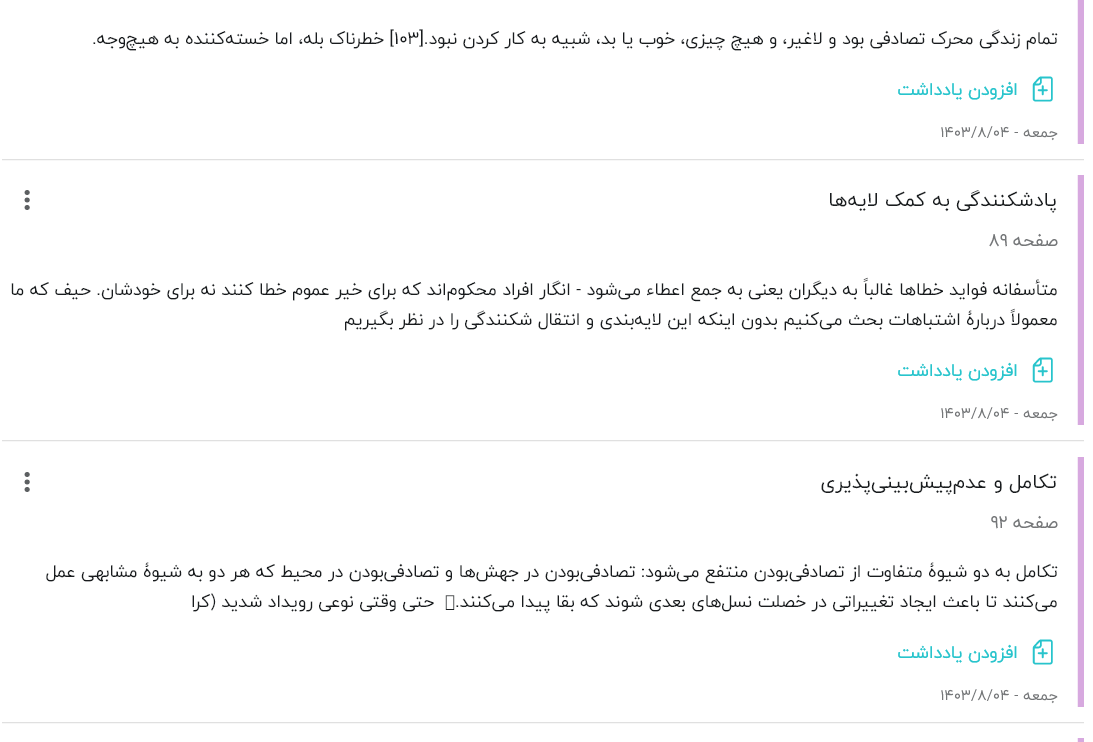 تمام زندگی محرک تصادفی بود و لاغیر، و هیچ چیزی، خوب یا بد، شبیه به کار کردن نبود.[۱۰۳] خطرناک بله، اما خسته‌کننده به هیچ‌وجه.
افزودن یادداشت
جمعه - ۱۴۰۳/۸/۰۴
پادشکنندگی به کمک لایه‌ها
صفحه ۸۹
متأسفانه فواید خطاها غالباً به دیگران یعنی به جمع اعطاء می‌شود - انگار افراد محکوم‌اند که برای خیر عموم خطا کنند نه برای خودشان. حیف که ما
معمولاً دربارهٔ اشتباهات بحث می‌کنیم بدون اینکه این لایه‌بندی و انتقال شکنندگی را در نظر بگیریم
افزودن یادداشت
جمعه - ۱۴۰۳/۸/۰۴
تکامل و عدم‌پیش‌بینی‌پذیری
صفحه ۹۲
تکامل به دو شیوهٔ متفاوت از تصادفی‌بودن منتفع می‌شود: تصادفی‌بودن در جهش‌ها و تصادفی‌بودن در محیط که هر دو به شیوهٔ مشابهی عمل
می‌کنند تا باعث ایجاد تغییراتی در خصلت نسل‌های بعدی شوند که بقا پیدا می‌کنند. حتی وقتی نوعی رویداد شدید (کرا
افزودن یادداشت
جمعه - ۱۴۰۳/۸/۰۴